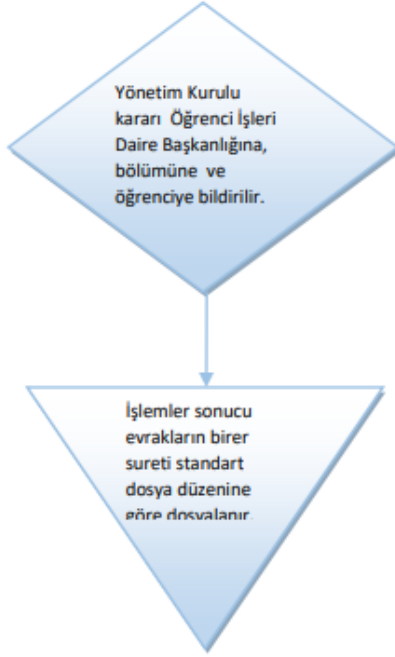 Yönetim Kurulu
kararı Öğrenci İşleri
Daire Başkanlığına,
bölümüne ve
öğrenciye bildirilir.
İşlemler sonucu
evrakların birer
sureti standart
dosya düzenine
göre dosyalanır.